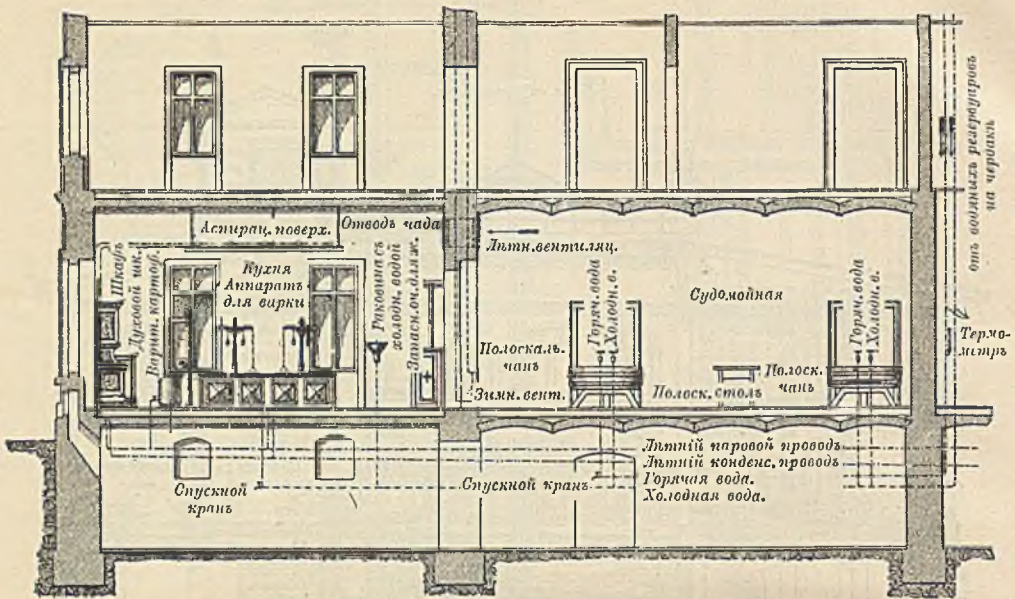 отъ водяныхъ резервуаровъ
на чердакѣ
Аспирац. поверх.
Отводъ чада
Лѣтн. вентиляц.
Шкафъ
Духовой шк.
Варит. картоф.
Кухня
Аппаратъ
для варки
Раковина съ
холодн. водой
Запасн. оч. для ж.
Горяч. вода
Холодн. в.
Судомойная
Горяч. вода
Холодн. в.
Термо-
метръ
Полоскаль.
чанъ
Полоск.
чанъ
Зимн. вент.
Полоск. столъ
Лѣтній паровой проводъ
Лѣтній конденс. проводъ
Горячая вода.
Холодная вода.
Спускной
кранъ
Спускной кранъ